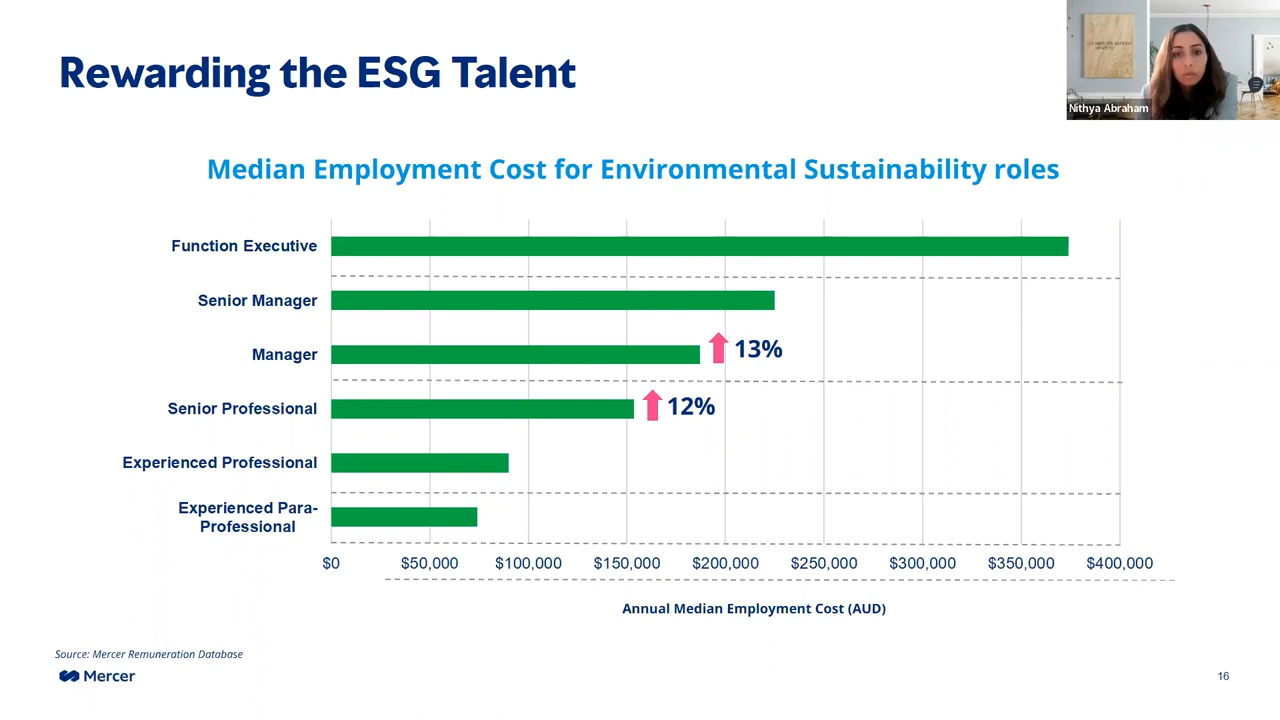 Rewarding the ESG Talent
Nithya Abraham
Median Employment Cost for Environmental Sustainability roles
Function Executive
Senior Manager
Manager
13%
Senior Professional
12%
Experienced Professional
Experienced Para-
Professional
$0 $50,000 $100,000 $150,000 $200,000 $250,000 $300,000 $350,000 $400,000
Annual Median Employment Cost (AUD)
Source: Mercer Remuneration Database
Mercer
16